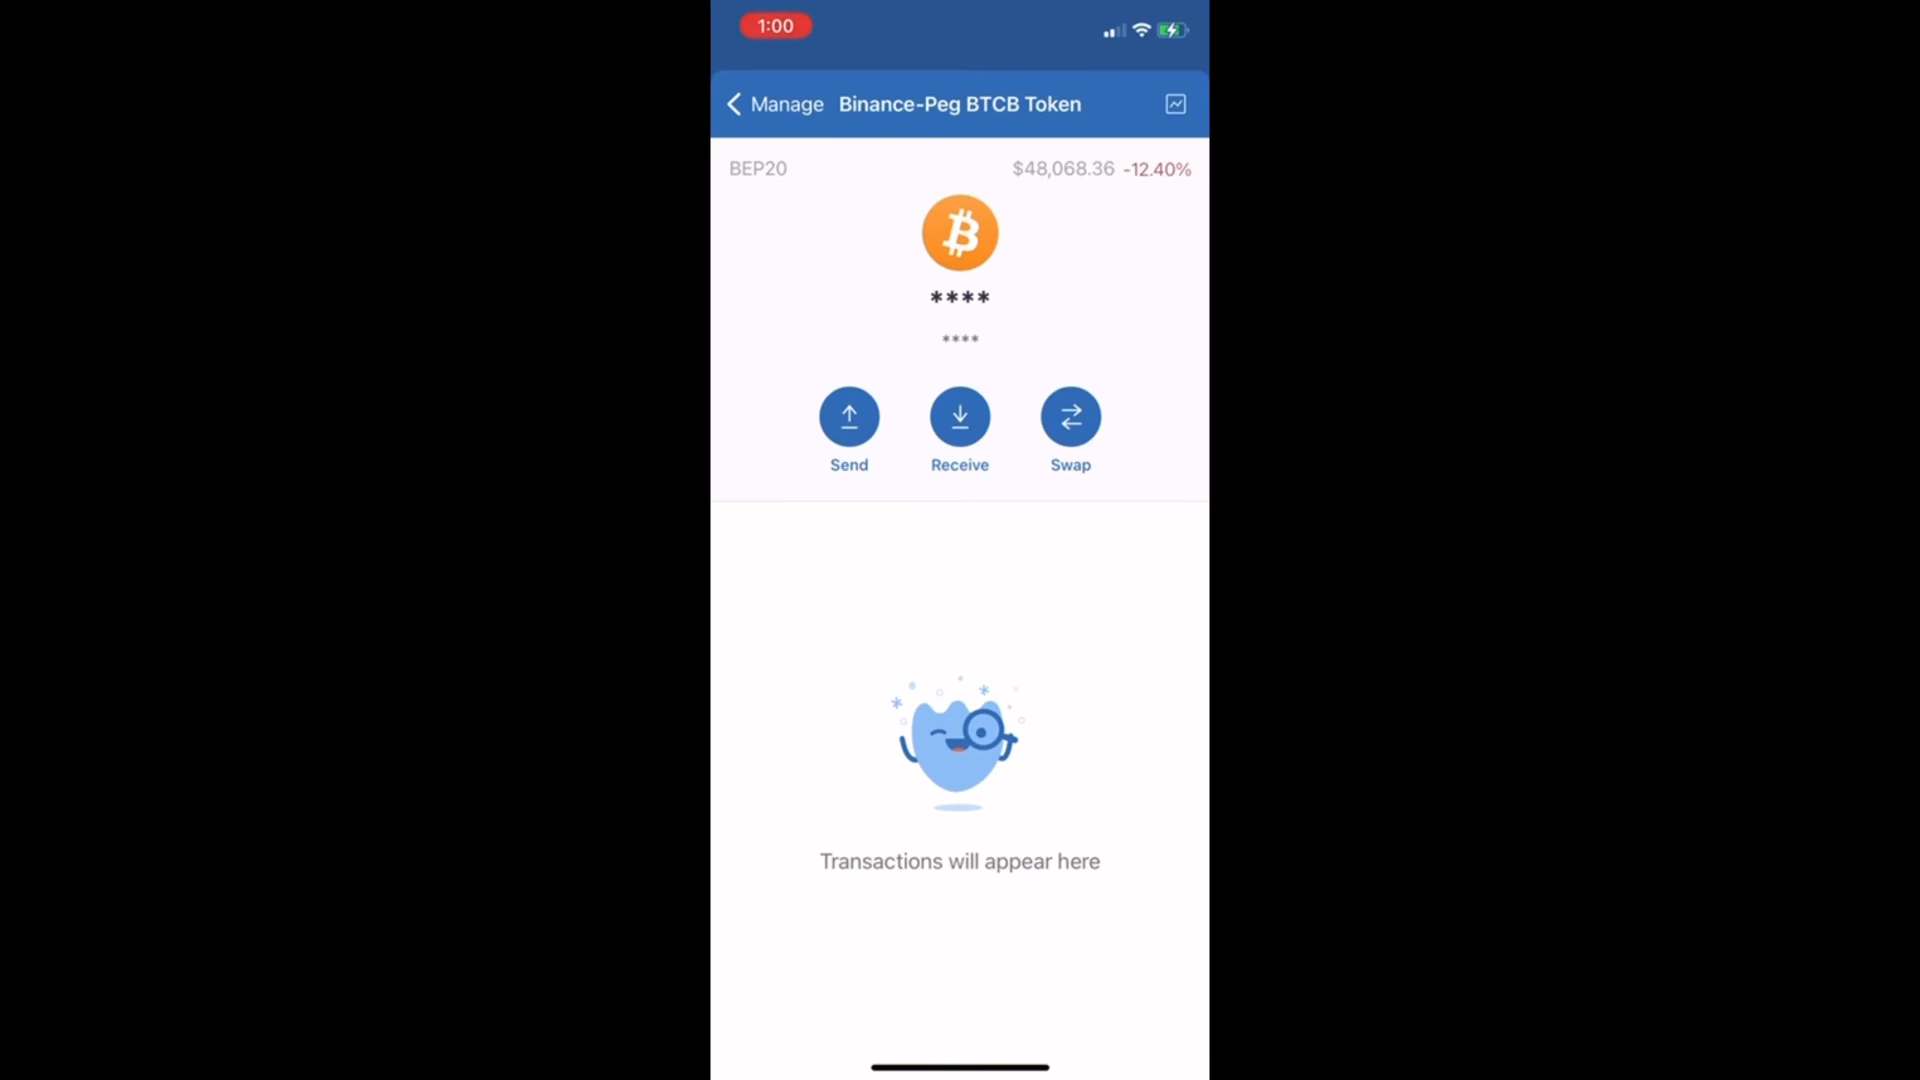 1:00
Manage Binance-Peg BTCB Token
BEP20 $48,068.36 -12.40%
****
****
Send Receive Swap
Transactions will appear here